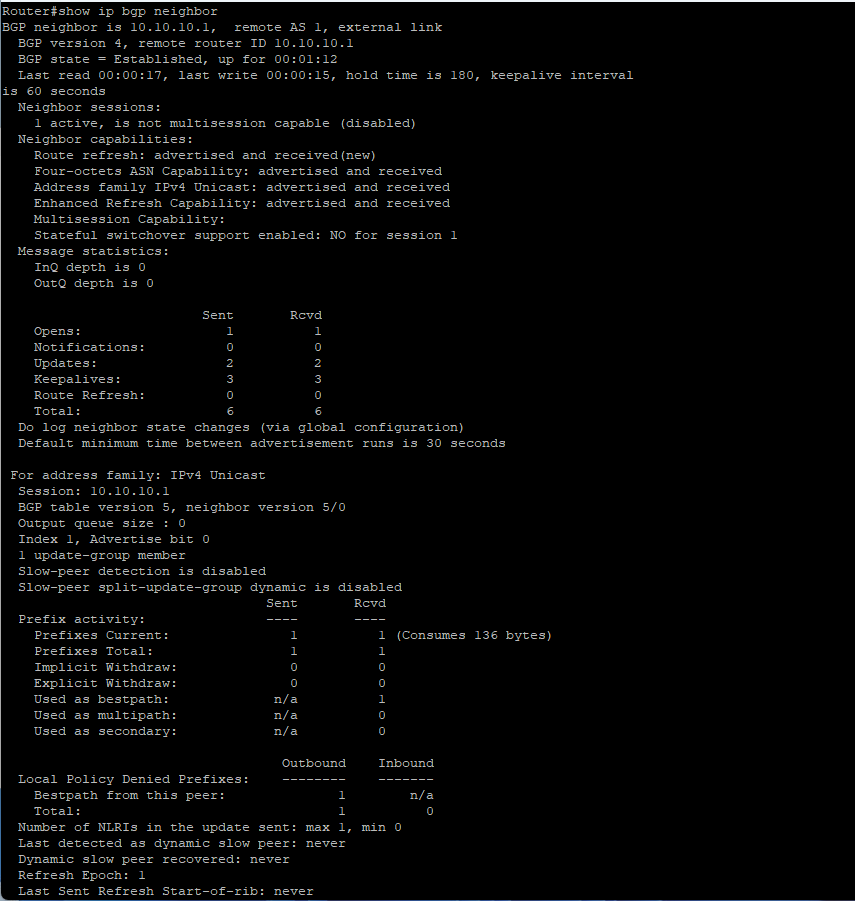 Router#show ip bgp neighbor
BGP neighbor is 10.10.10.1,  remote AS 1, external link
  BGP version 4, remote router ID 10.10.10.1
  BGP state = Established, up for 00:01:12
  Last read 00:00:17, last write 00:00:15, hold time is 180, keepalive interval
is 60 seconds
  Neighbor sessions:
    1 active, is not multisession capable (disabled)
  Neighbor capabilities:
    Route refresh: advertised and received(new)
    Four-octets ASN Capability: advertised and received
    Address family IPv4 Unicast: advertised and received
    Enhanced Refresh Capability: advertised and received
    Multisession Capability:
    Stateful switchover support enabled: NO for session 1
  Message statistics:
    InQ depth is 0
    OutQ depth is 0
                         Sent       Rcvd
    Opens:                  1          1
    Notifications:          0          0
    Updates:                2          2
    Keepalives:             3          3
    Route Refresh:          0          0
    Total:                  6          6
  Do log neighbor state changes (via global configuration)
  Default minimum time between advertisement runs is 30 seconds
 For address family: IPv4 Unicast
  Session: 10.10.10.1
  BGP table version 5, neighbor version 5/0
  Output queue size : 0
  Index 1, Advertise bit 0
  1 update-group member
  Slow-peer detection is disabled
  Slow-peer split-update-group dynamic is disabled
                                 Sent       Rcvd
  Prefix activity:               ----       ----
    Prefixes Current:               1          1 (Consumes 136 bytes)
    Prefixes Total:                 1          1
    Implicit Withdraw:              0          0
    Explicit Withdraw:              0          0
    Used as bestpath:             n/a          1
    Used as multipath:            n/a          0
    Used as secondary:            n/a          0
                                   Outbound    Inbound
  Local Policy Denied Prefixes:    --------    -------
    Bestpath from this peer:              1        n/a
    Total:                                1          0
  Number of NLRIs in the update sent: max 1, min 0
  Last detected as dynamic slow peer: never
  Dynamic slow peer recovered: never
  Refresh Epoch: 1
  Last Sent Refresh Start-of-rib: never